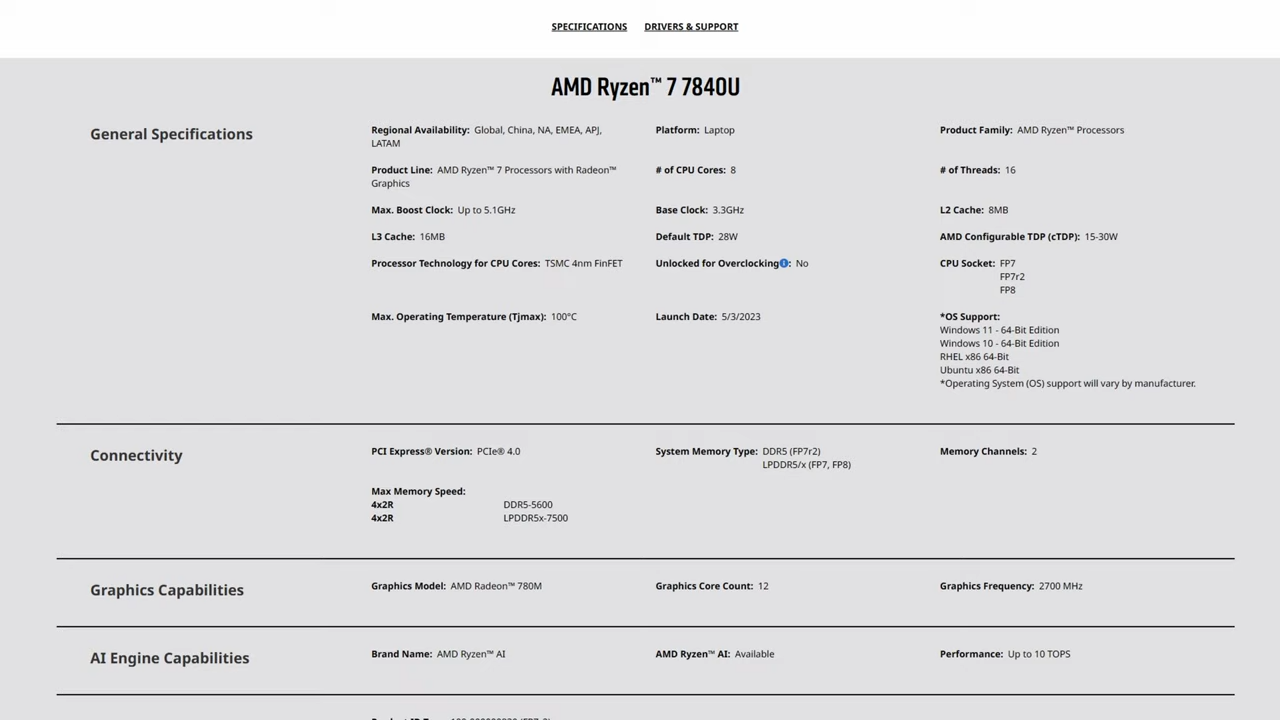 SPECIFICATIONS DRIVERS & SUPPORT
AMD Ryzen™ 7 7840U
General Specifications
Regional Availability: Global, China, NA, EMEA, APJ,
LATAM
Platform: Laptop
Product Family: AMD Ryzen™ Processors
Product Line: AMD Ryzen™ 7 Processors with Radeon™
Graphics
# of CPU Cores: 8
# of Threads: 16
Max. Boost Clock: Up to 5.1GHz
Base Clock: 3.3GHz
L2 Cache: 8MB
L3 Cache: 16MB
Default TDP: 28W
AMD Configurable TDP (cTDP): 15-30W
Processor Technology for CPU Cores: TSMC 4nm FinFET
Unlocked for Overclocking: No
CPU Socket: FP7
FP7r2
FP8
Max. Operating Temperature (Tjmax): 100°C
Launch Date: 5/3/2023
*OS Support:
Windows 11 - 64-Bit Edition
Windows 10 - 64-Bit Edition
RHEL x86 64-Bit
Ubuntu x86 64-Bit
*Operating System (OS) support will vary by manufacturer.
Connectivity
PCI Express® Version: PCIe® 4.0
System Memory Type: DDR5 (FP7r2)
LPDDR5/x (FP7, FP8)
Memory Channels: 2
Max Memory Speed:
4x2R DDR5-5600
4x2R LPDDR5x-7500
Graphics Capabilities
Graphics Model: AMD Radeon™ 780M
Graphics Core Count: 12
Graphics Frequency: 2700 MHz
AI Engine Capabilities
Brand Name: AMD Ryzen™ AI
AMD Ryzen™ AI: Available
Performance: Up to 10 TOPS